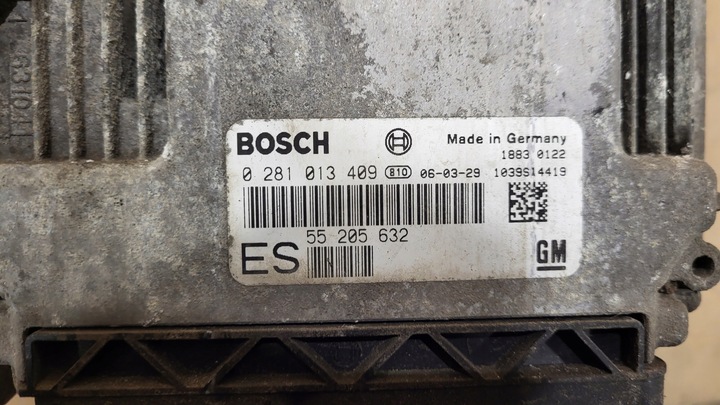 BOSCH
Made in Germany
1883 0122
0 281 013 409 810 06-03-29 1039S14419
55 205 632
ES
N
GM